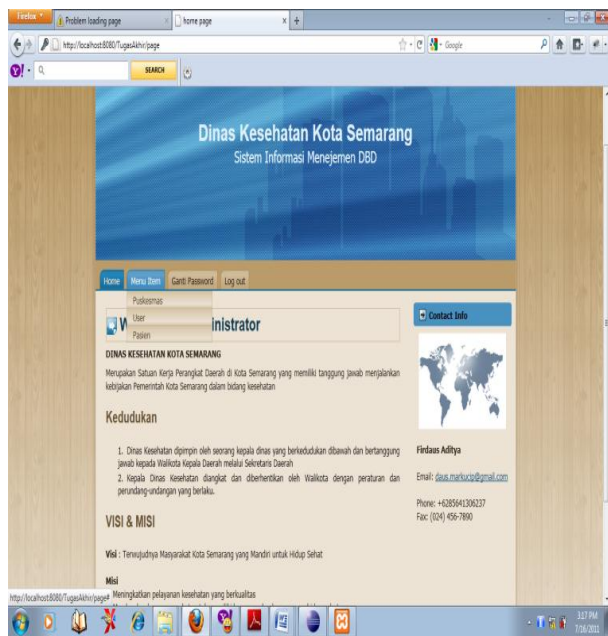 Firefox
Problem loading page
home page
http://localhost:8080/TugasAkhir/page
Google
SEARCH
Dinas Kesehatan Kota Semarang
Sistem Informasi Menejemen DBD
Home Menu Item Ganti Password Log out
Puskesmas
User
Pasien
W inistrator
DINAS KESEHATAN KOTA SEMARANG
Merupakan Satuan Kerja Perangkat Daerah di Kota Semarang yang memiliki tanggung jawab menjalankan
kebijakan Pemerintah Kota Semarang dalam bidang kesehatan
Kedudukan
1. Dinas Kesehatan dipimpin oleh seorang kepala dinas yang berkedudukan dibawah dan bertanggung
jawab kepada Walikota Kepala Daerah melalui Sekretaris Daerah
2. Kepala Dinas Kesehatan diangkat dan diberhentikan oleh Walikota dengan peraturan dan
perundang-undangan yang berlaku.
VISI & MISI
Visi : Terwujudnya Masyarakat Kota Semarang yang Mandiri untuk Hidup Sehat
Misi
Meningkatkan pelayanan kesehatan yang berkualitas
Contact Info
Firdaus Aditya
Email: daus.markucip@gmail.com
Phone: +6285641306237
Fax: (024) 456-7890
http://localhost:8080/TugasAkhir/page#
3:17 PM
7/16/2011